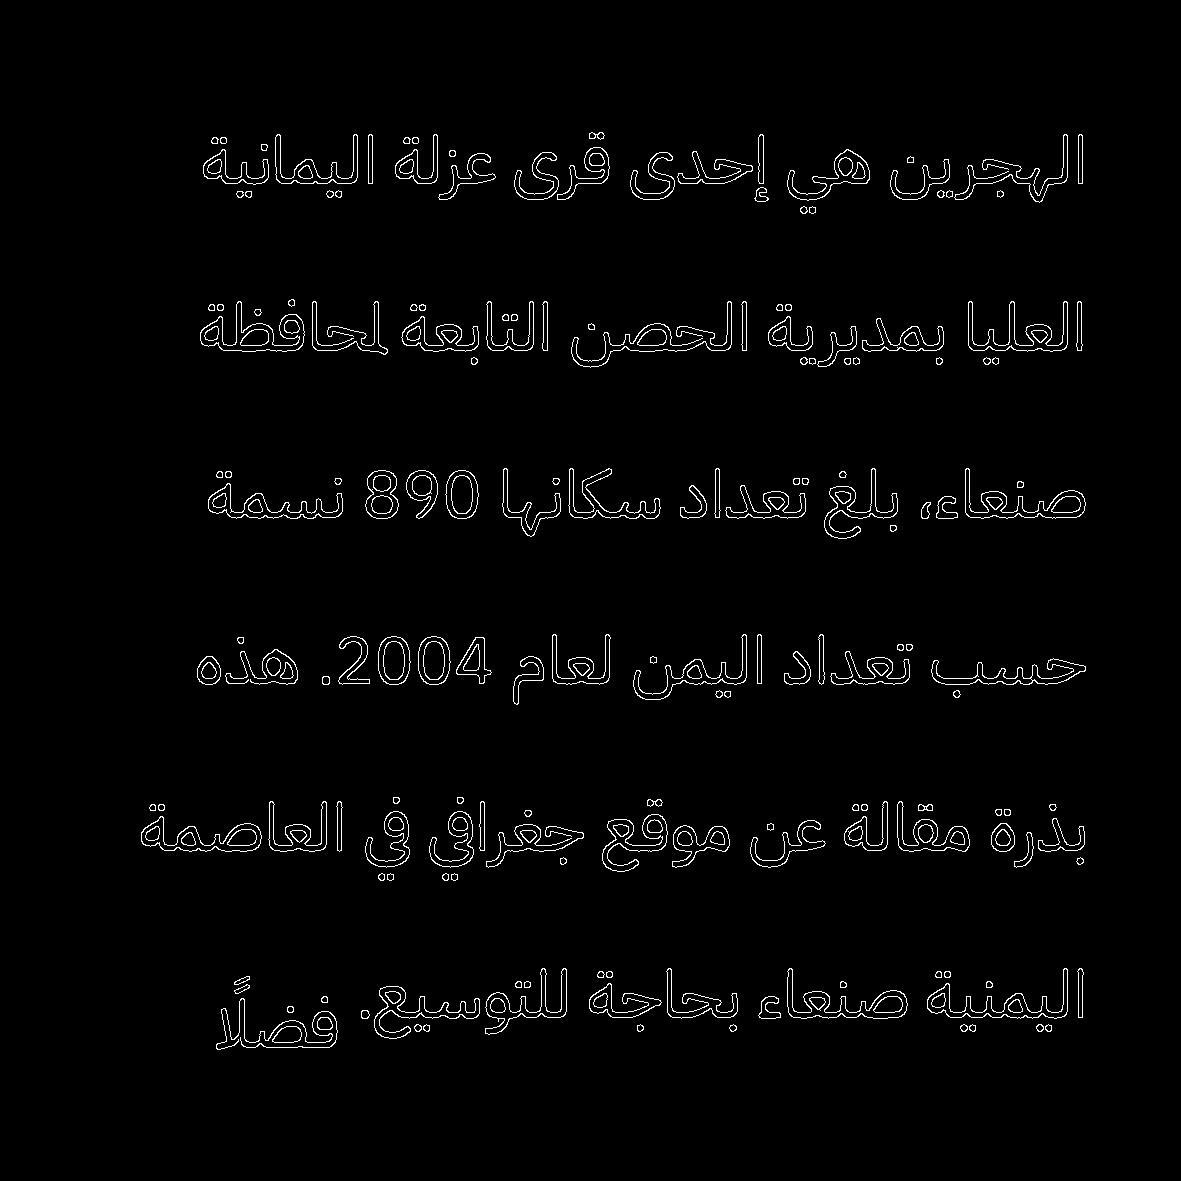 الهجرين هي إحدى قرى عزلة اليمانية
العليا بمديرية الحصن التابعة لمحافظة
صنعاء، بلغ تعداد سكانها 890 نسمة
حسب تعداد اليمن لعام 2004. هذه
بذرة مقالة عن موقع جغرافي في العاصمة
اليمنية صنعاء بحاجة للتوسيع. فضلًا